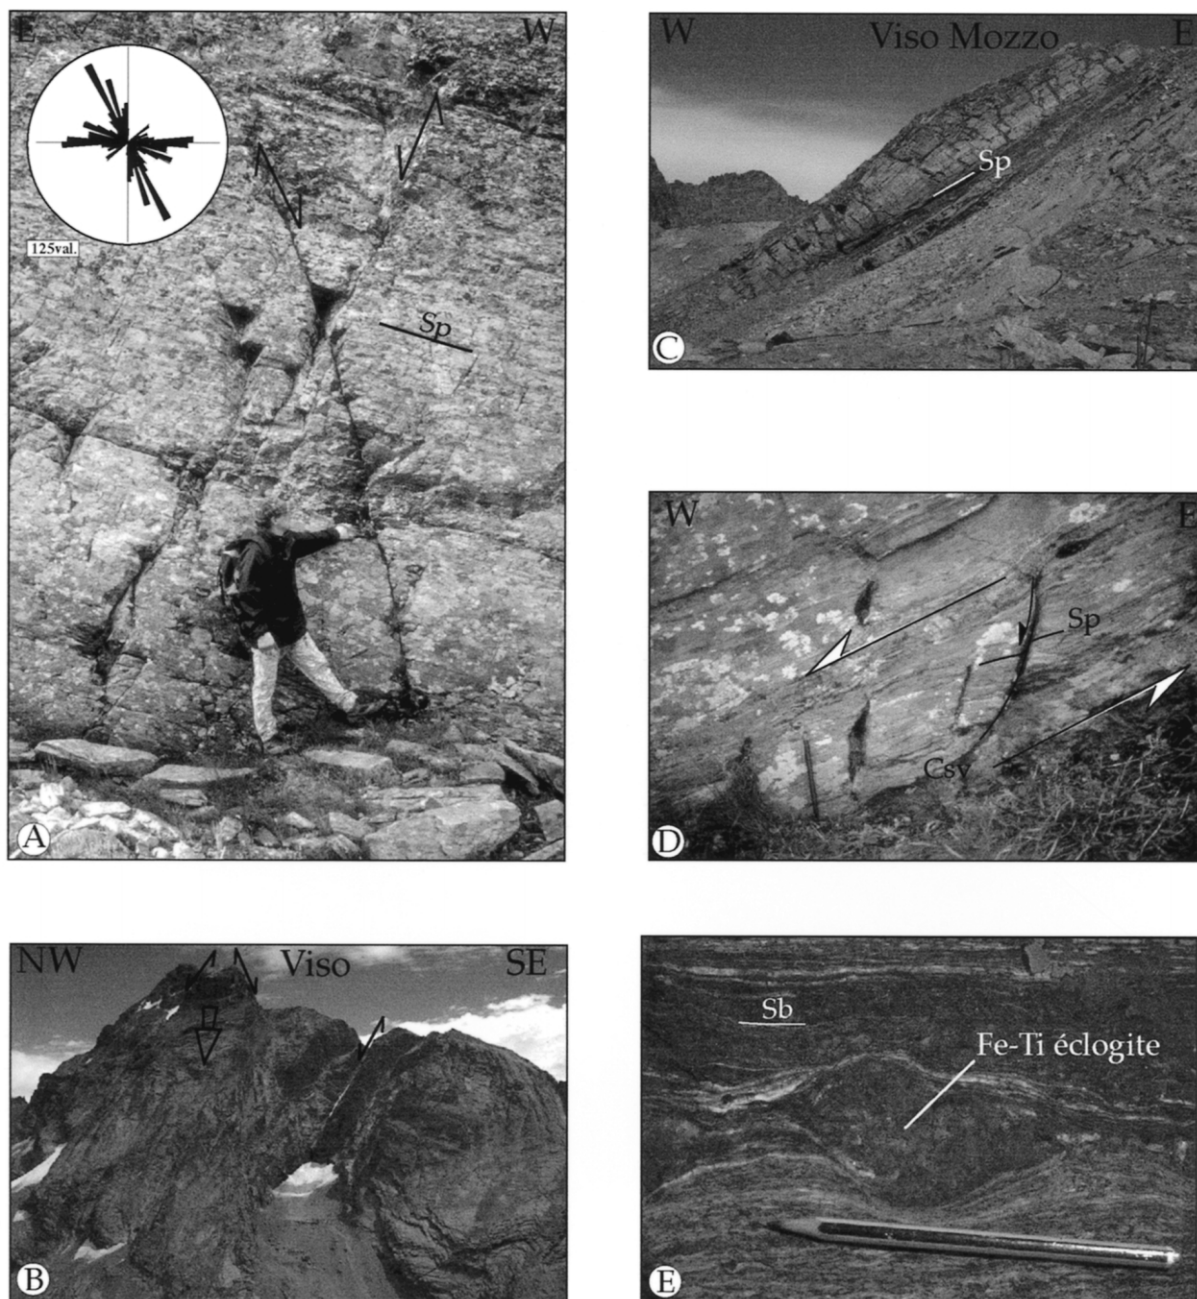 E W
125val.
Sp
A
W Viso Mozzo E
Sp
C
W E
Sp
Csv
D
NW Viso SE
B
Sb
Fe-Ti éclogite
E